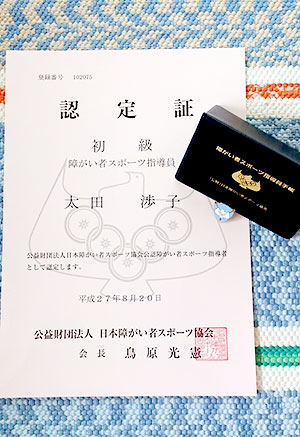 登録番号 102075
認定証
初級
障がい者スポーツ指導員
太田 渉子
公益財団法人日本障がい者スポーツ協会公認障がい者スポーツ指導者
として認定します。
平成27年8月20日
公益財団法人 日本障がい者スポーツ協会
会長 鳥原光憲
障がい者スポーツ指導者手帳